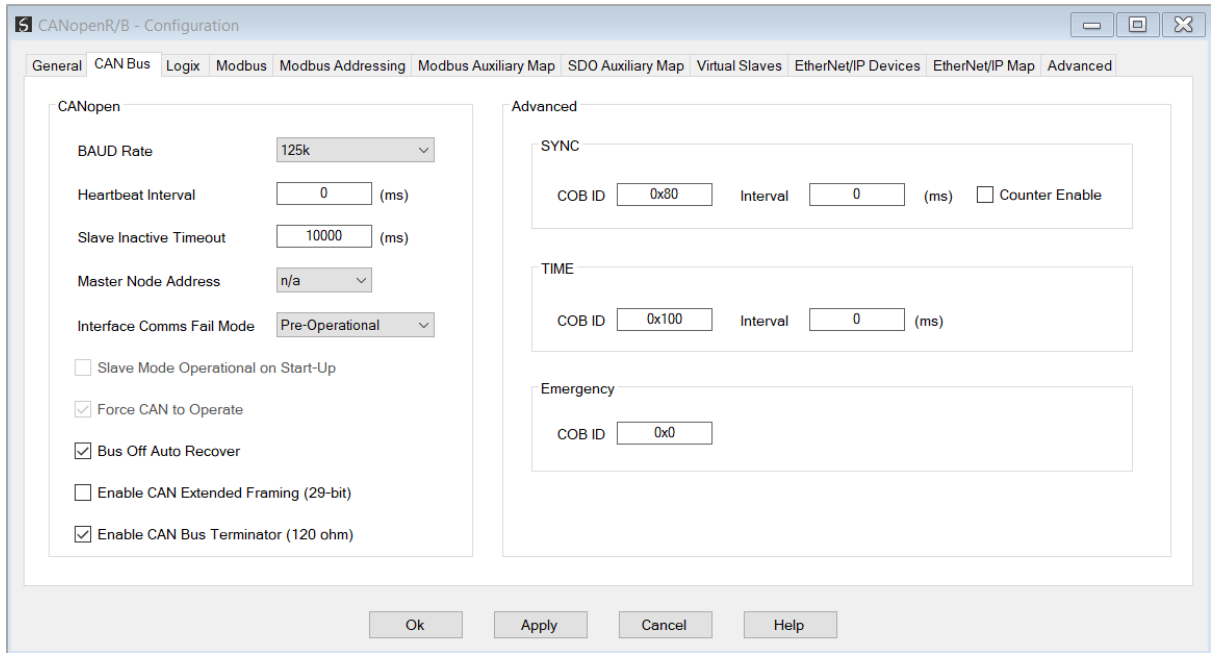 CANopenR/B - Configuration
General CAN Bus Logix Modbus Modbus Addressing Modbus Auxiliary Map SDO Auxiliary Map Virtual Slaves EtherNet/IP Devices EtherNet/IP Map Advanced
CANopen
BAUD Rate 125k
Heartbeat Interval 0 (ms)
Slave Inactive Timeout 10000 (ms)
Master Node Address n/a
Interface Comms Fail Mode Pre-Operational
Slave Mode Operational on Start-Up
Force CAN to Operate
Bus Off Auto Recover
Enable CAN Extended Framing (29-bit)
Enable CAN Bus Terminator (120 ohm)
Advanced
SYNC
COB ID 0x80 Interval 0 (ms) Counter Enable
TIME
COB ID 0x100 Interval 0 (ms)
Emergency
COB ID 0x0
Ok Apply Cancel Help